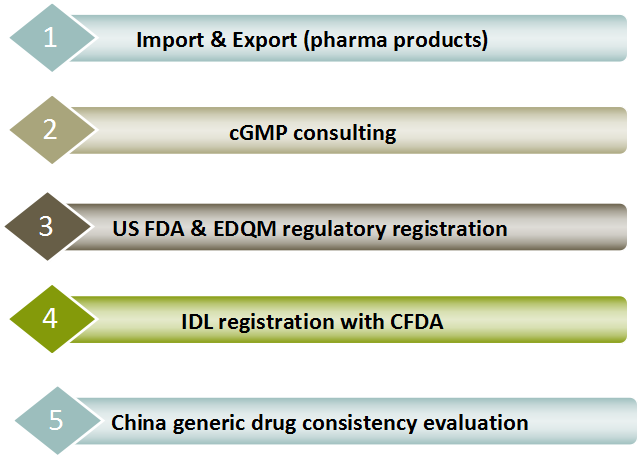 1 Import & Export (pharma products)
2 cGMP consulting
3 US FDA & EDQM regulatory registration
4 IDL registration with CFDA
5 China generic drug consistency evaluation